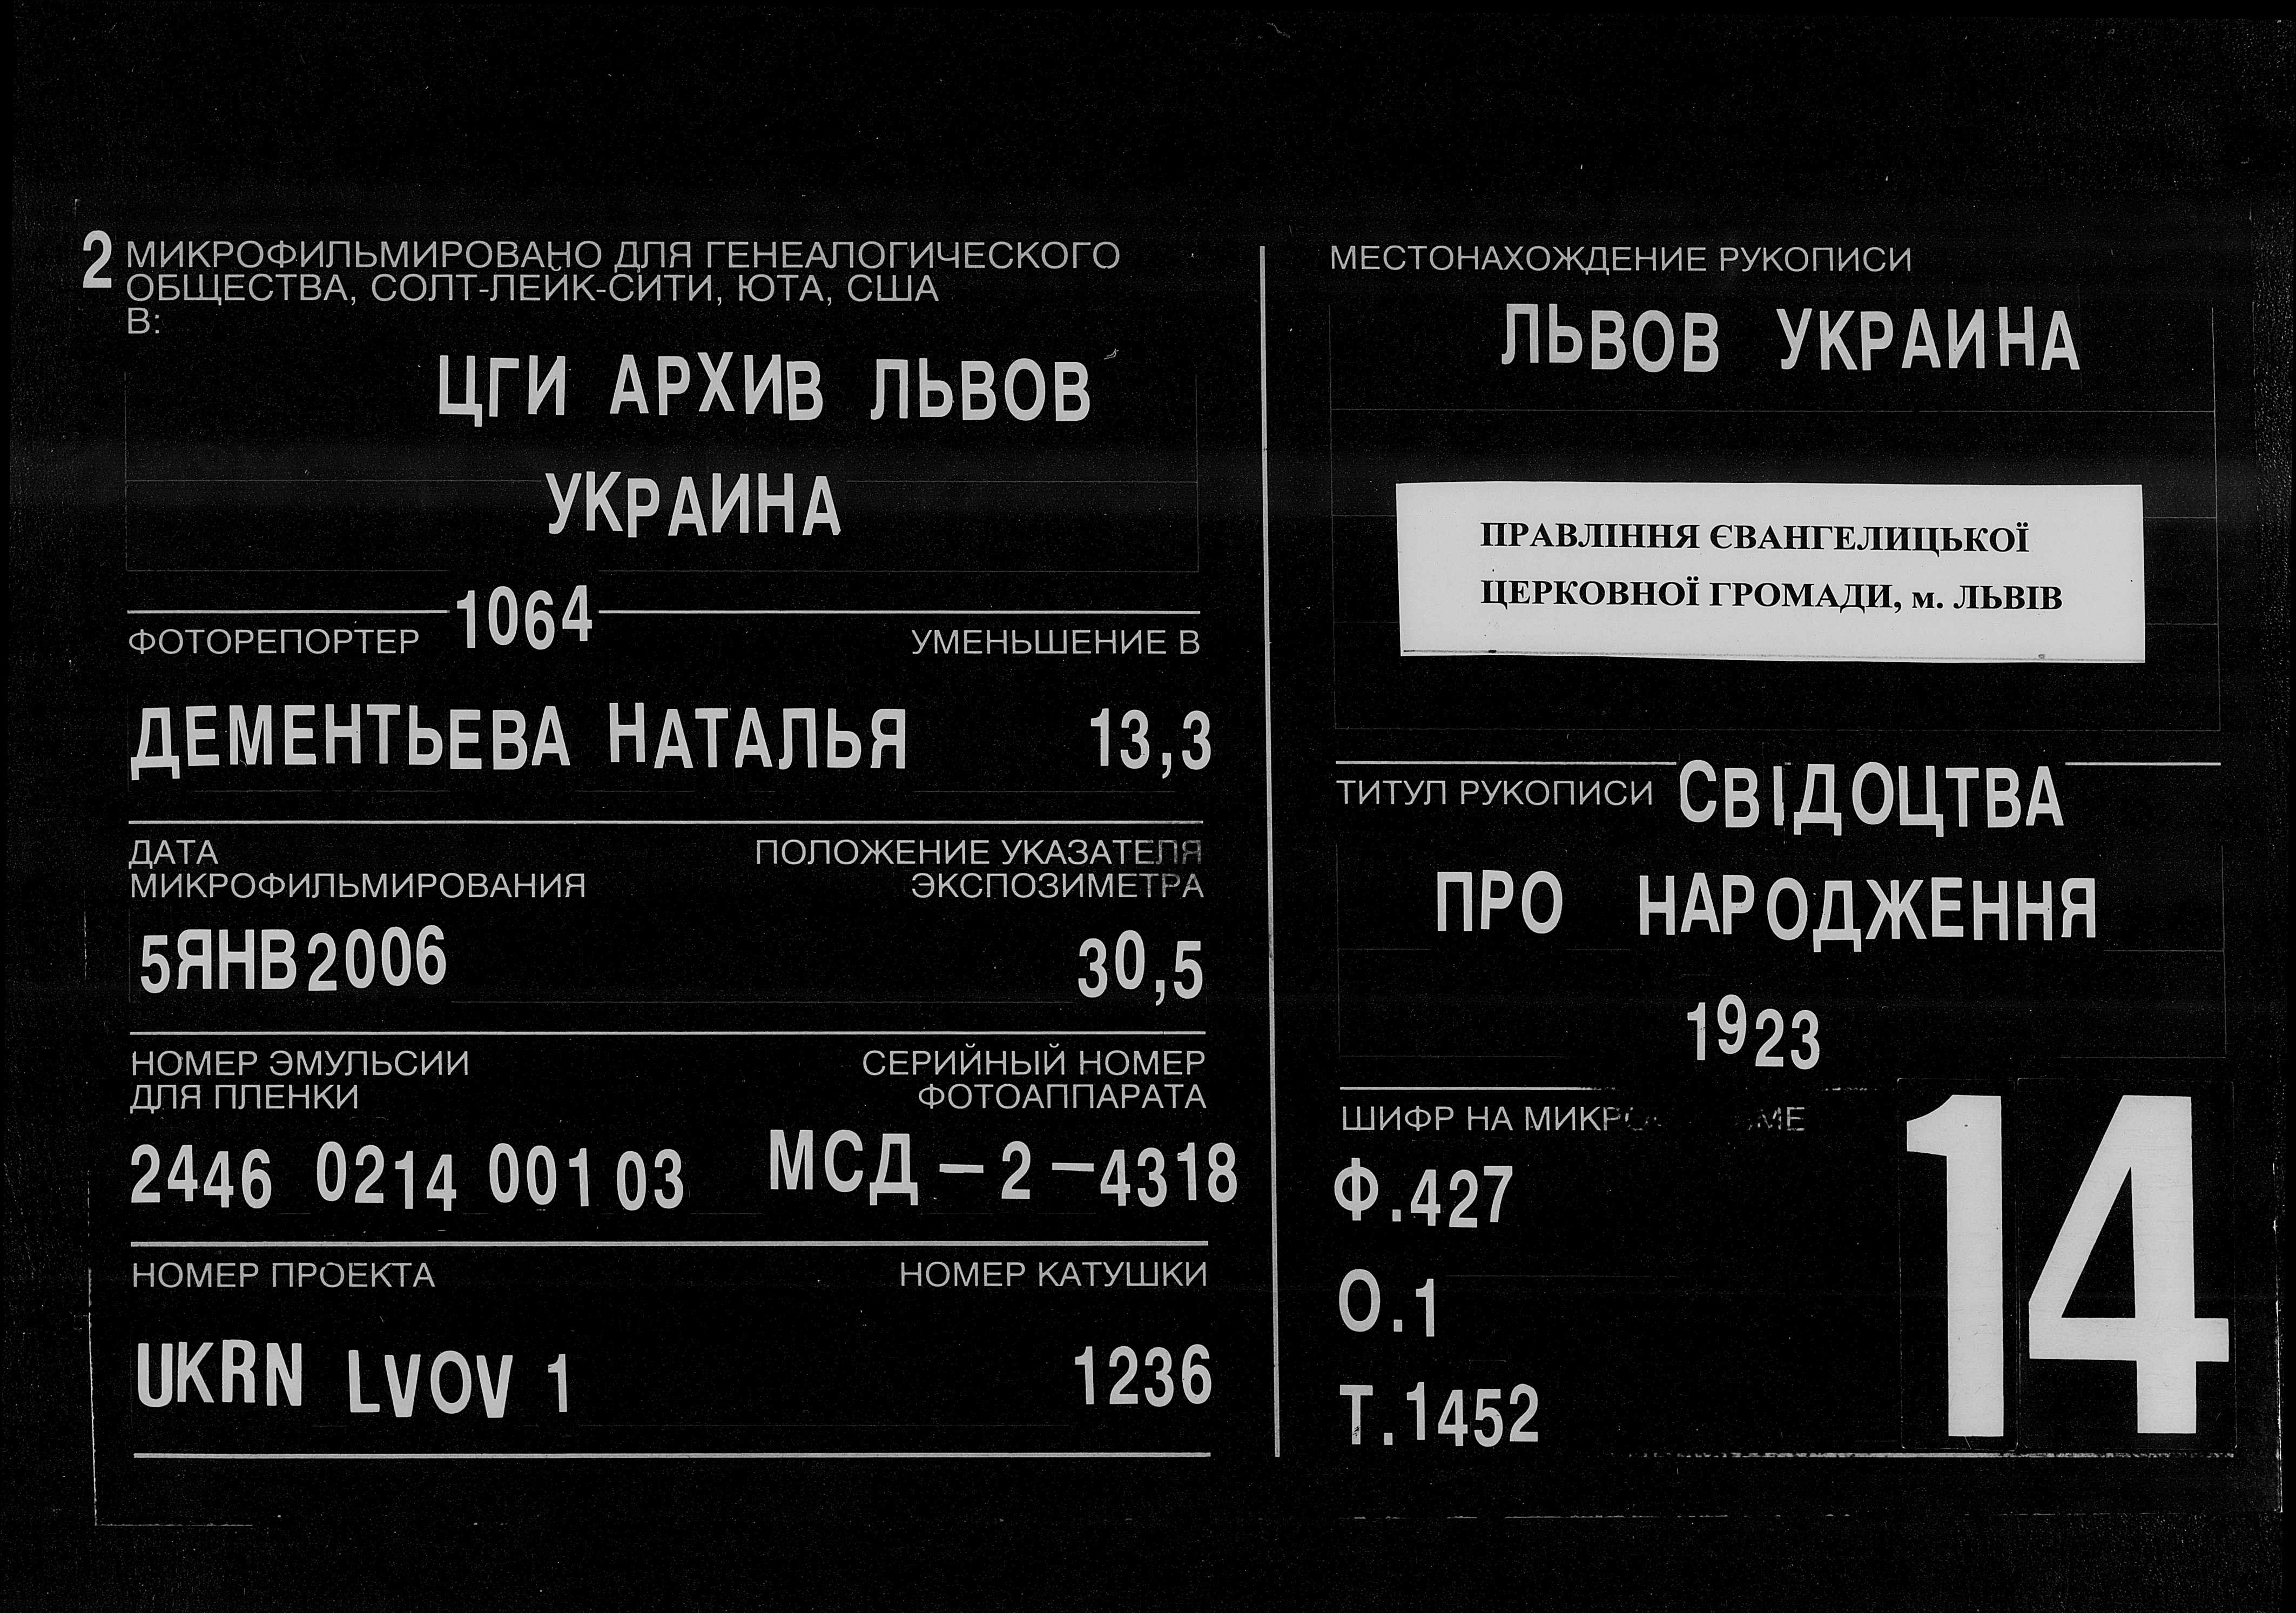 2 МИКРОФИЛЬМИРОВАНО ДЛЯ ГЕНЕАЛОГИЧЕСКОГО
ОБЩЕСТВА, СОЛТ-ЛЕЙК-СИТИ, ЮТА, США
В:
ЦГИ АРХИВ ЛЬВОВ
УКРАИНА
ФОТОРЕПОРТЕР 1064 УМЕНЬШЕНИЕ В
ДЕМЕНТЬЕВА НАТАЛЬЯ 13,3
ДАТА ПОЛОЖЕНИЕ УКАЗАТЕЛЯ
МИКРОФИЛЬМИРОВАНИЯ ЭКСПОЗИМЕТРА
5ЯНВ2006 30,5
НОМЕР ЭМУЛЬСИИ СЕРИЙНЫЙ НОМЕР
ДЛЯ ПЛЕНКИ ФОТОАППАРАТА
2446 0214 001 03 МСД – 2 – 4318
НОМЕР ПРОЕКТА НОМЕР КАТУШКИ
UKRN LVOV 1 1236
МЕСТОНАХОЖДЕНИЕ РУКОПИСИ
ЛЬВОВ УКРАИНА
ПРАВЛІННЯ ЄВАНГЕЛИЦЬКОЇ
ЦЕРКОВНОЇ ГРОМАДИ, м. ЛЬВІВ
ТИТУЛ РУКОПИСИ СВІДОЦТВА
ПРО НАРОДЖЕННЯ
1923
ШИФР НА
Ф.427
О.1
Т.1452
14